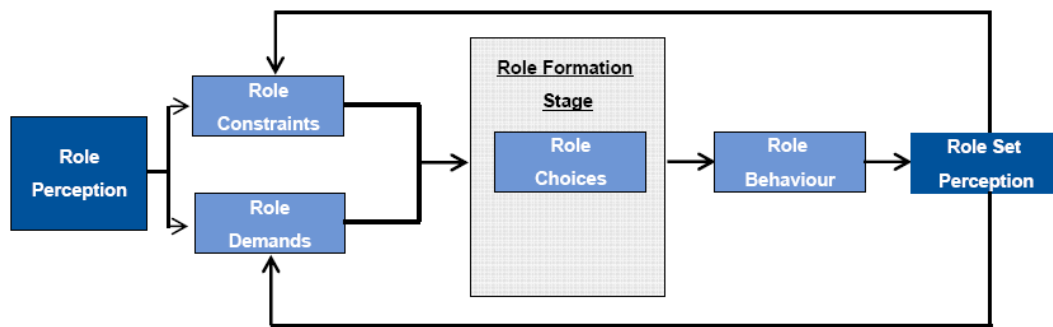 Role
Perception
Role
Constraints
Role
Demands
Role Formation
Stage
Role
Choices
Role
Behaviour
Role Set
Perception